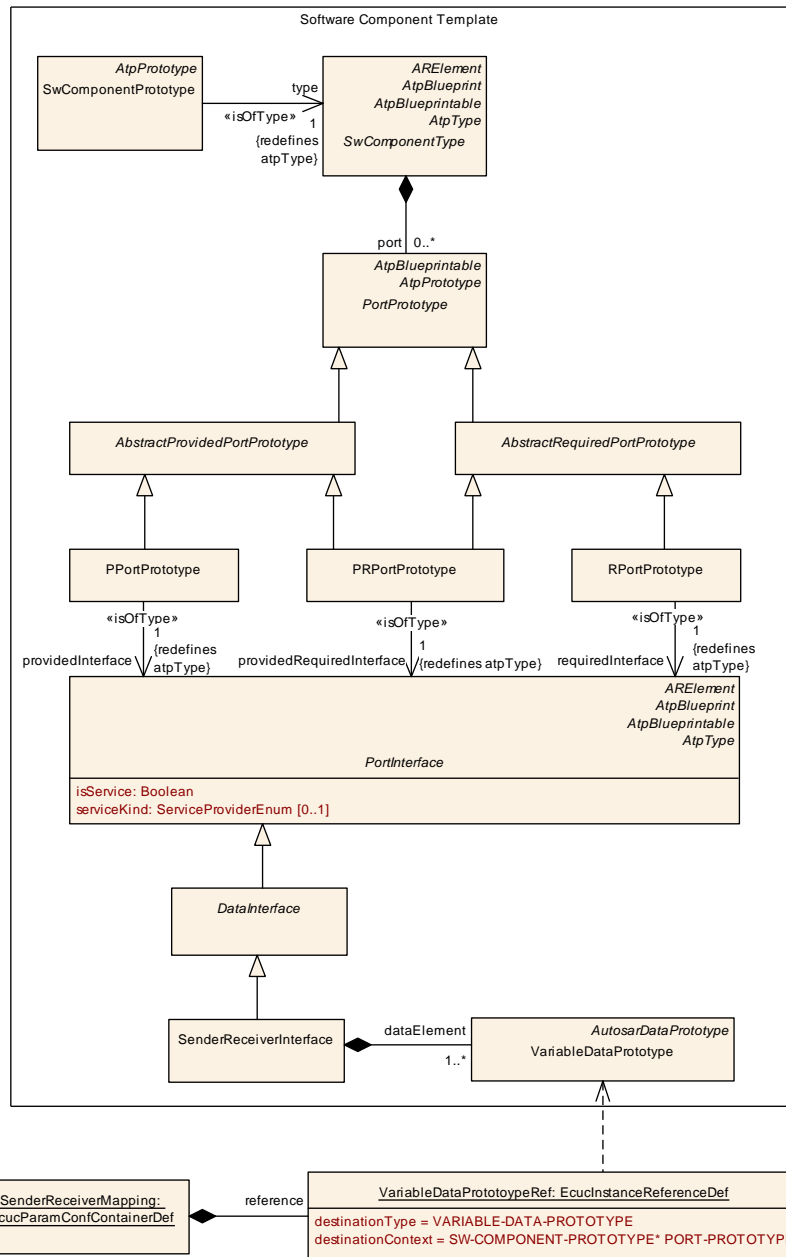 Software Component Template
AtpPrototype
SwComponentPrototype
type
«isOfType»
1
{redefines
atpType}
ARElement
AtpBlueprint
AtpBlueprintable
AtpType
SwComponentType
port
0..*
AtpBlueprintable
AtpPrototype
PortPrototype
AbstractProvidedPortPrototype
AbstractRequiredPortPrototype
PPortPrototype
PRPortPrototype
RPortPrototype
«isOfType»
1
{redefines
atpType}
providedInterface
«isOfType»
1
{redefines atpType}
providedRequiredInterface
«isOfType»
1
{redefines
atpType}
requiredInterface
ARElement
AtpBlueprint
AtpBlueprintable
AtpType
PortInterface
isService: Boolean
serviceKind: ServiceProviderEnum [0..1]
DataInterface
SenderReceiverInterface
dataElement
1..*
AutosarDataPrototype
VariableDataPrototype
SenderReceiverMapping:
cucParamConfContainerDef
reference
VariableDataPrototoypeRef: EcucInstanceReferenceDef
destinationType = VARIABLE-DATA-PROTOTYPE
destinationContext = SW-COMPONENT-PROTOTYPE* PORT-PROTOTYP